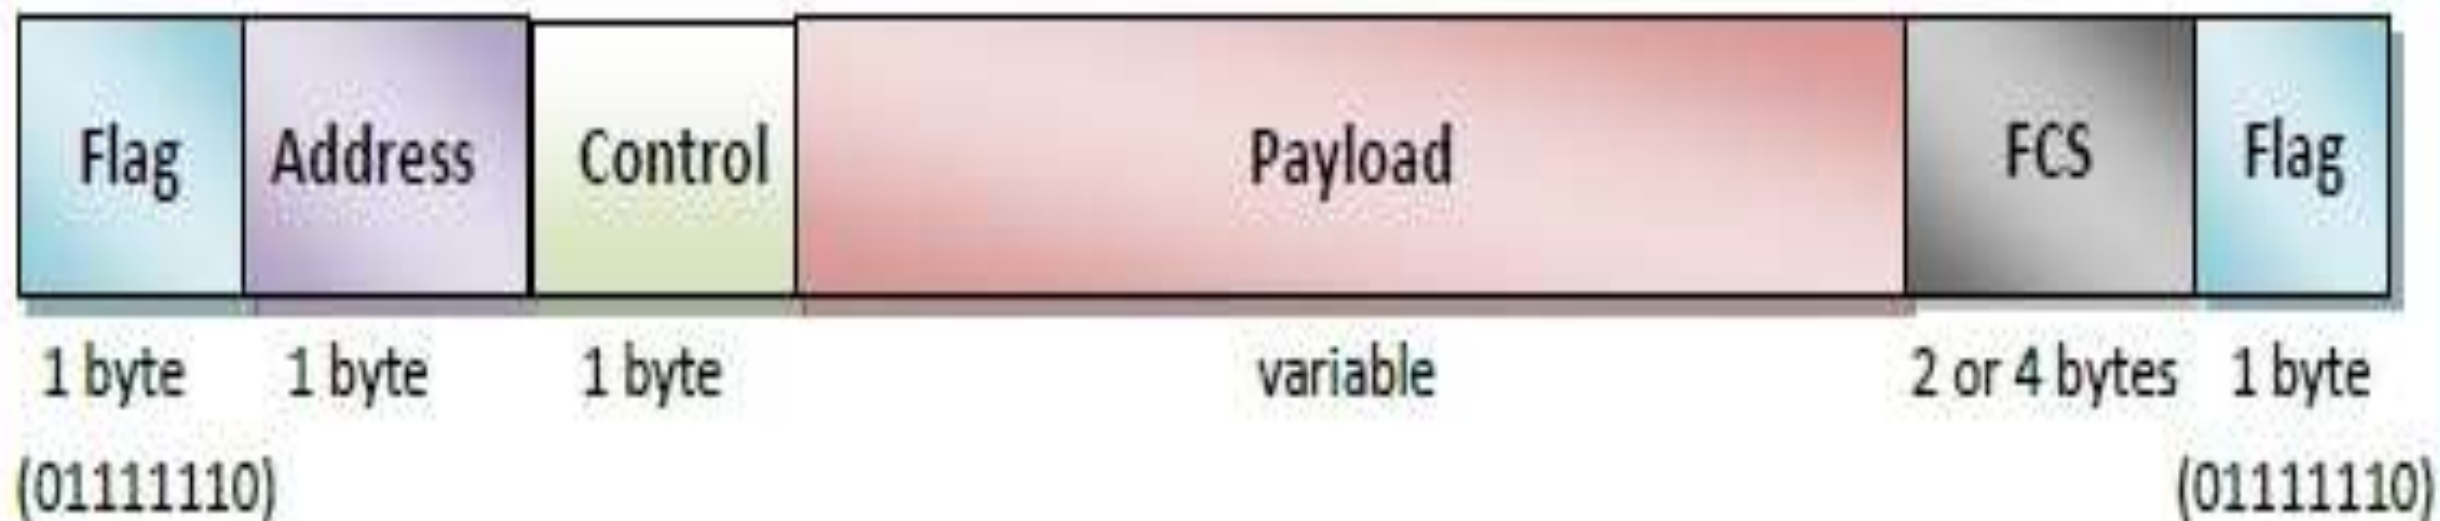 Flag Address Control Payload FCS Flag
1 byte 1 byte 1 byte variable 2 or 4 bytes 1 byte
(01111110) (01111110)